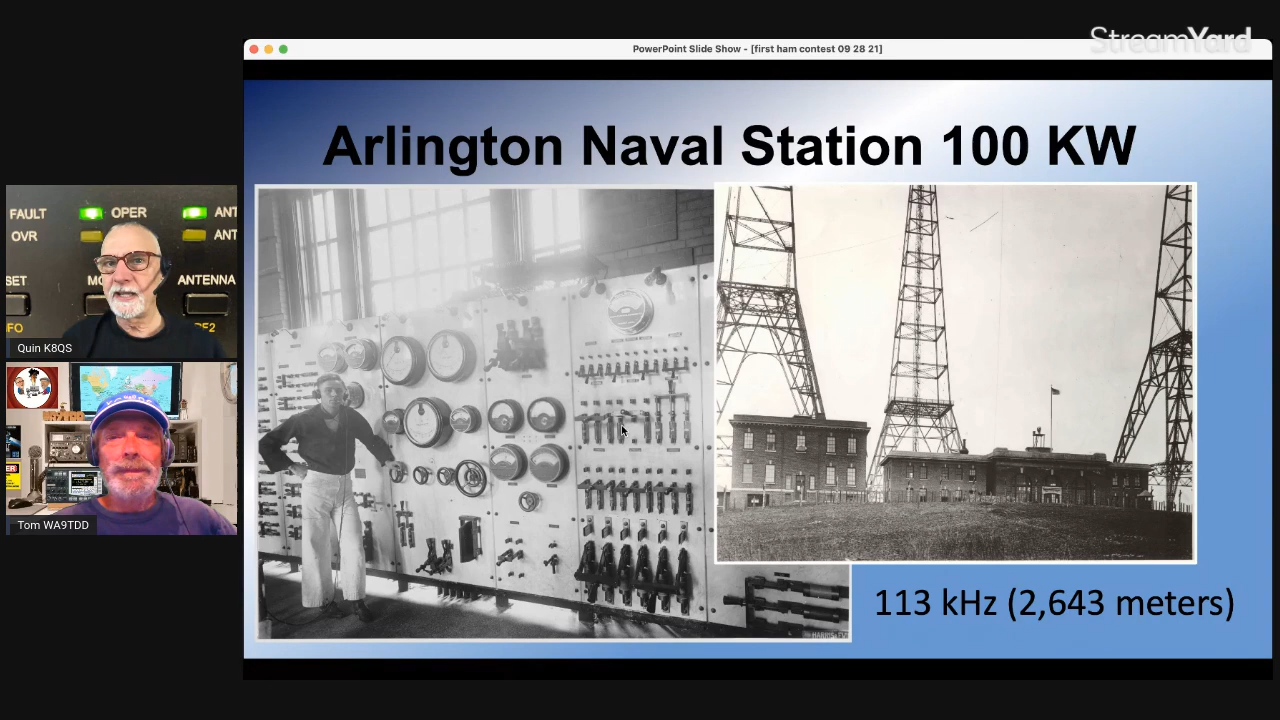 StreamYard
PowerPoint Slide Show - [first ham contest 09 28 21]
Arlington Naval Station 100 KW
113 kHz (2,643 meters)
FAULT
OPER
ANT
OVR
ANT
SET
ANTENNA
Quin K8QS
Tom WA9TDD